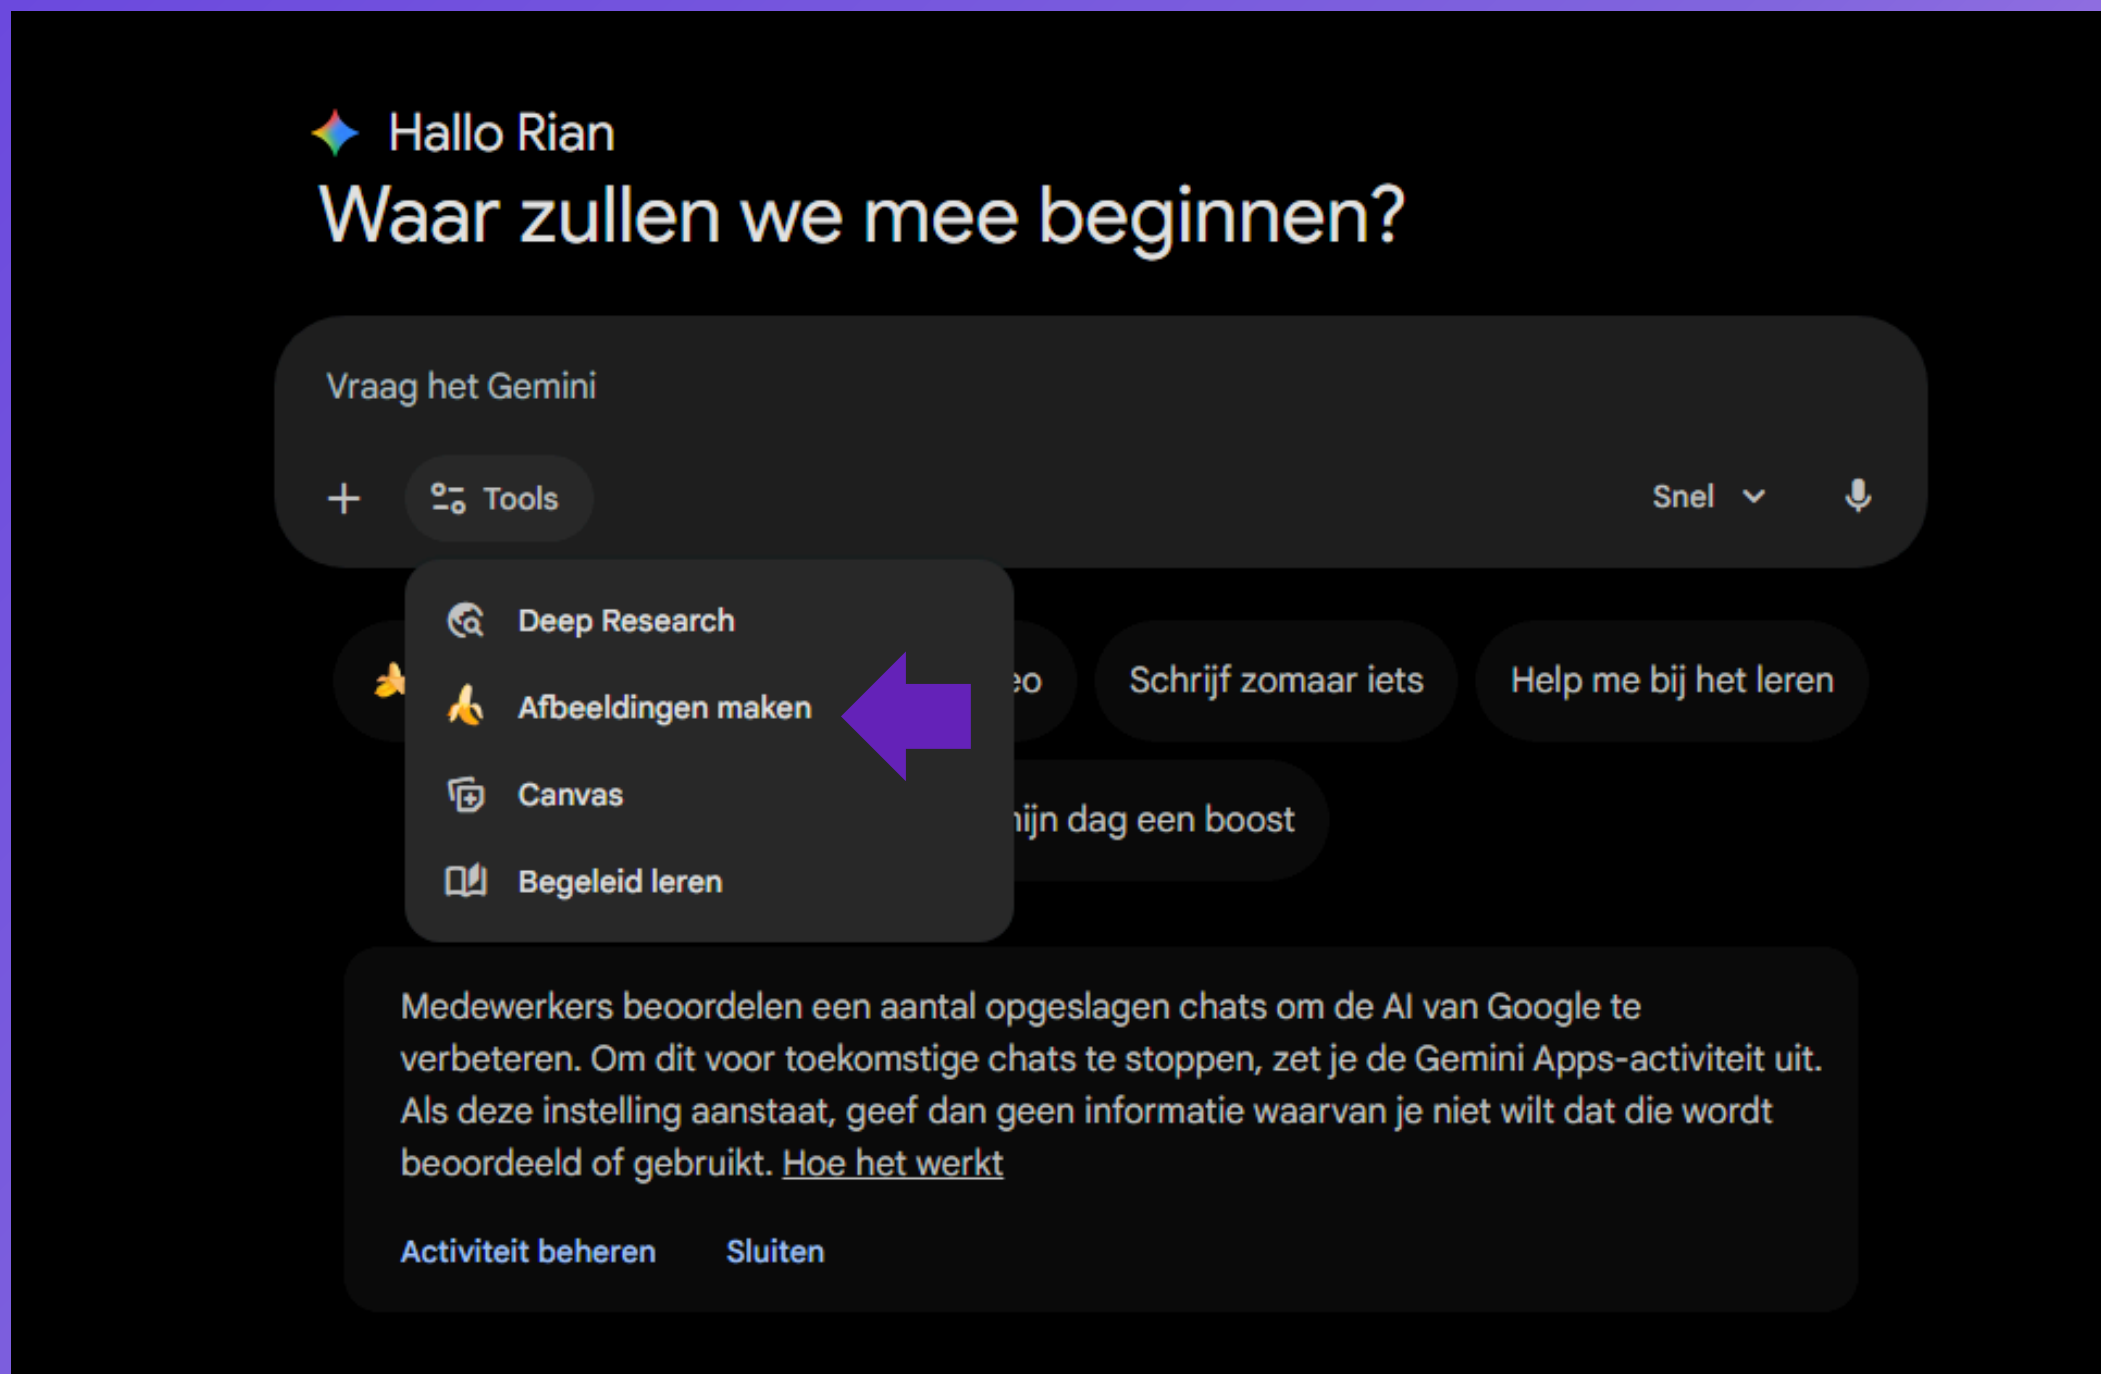 Hallo Rian
Waar zullen we mee beginnen?
Vraag het Gemini
Tools
Snel
Deep Research
Afbeeldingen maken
Canvas
Begeleid leren
Schrijf zomaar iets
Help me bij het leren
dag een boost
Medewerkers beoordelen een aantal opgeslagen chats om de AI van Google te
verbeteren. Om dit voor toekomstige chats te stoppen, zet je de Gemini Apps-activiteit uit.
Als deze instelling aanstaat, geef dan geen informatie waarvan je niet wilt dat die wordt
beoordeeld of gebruikt. Hoe het werkt
Activiteit beheren
Sluiten